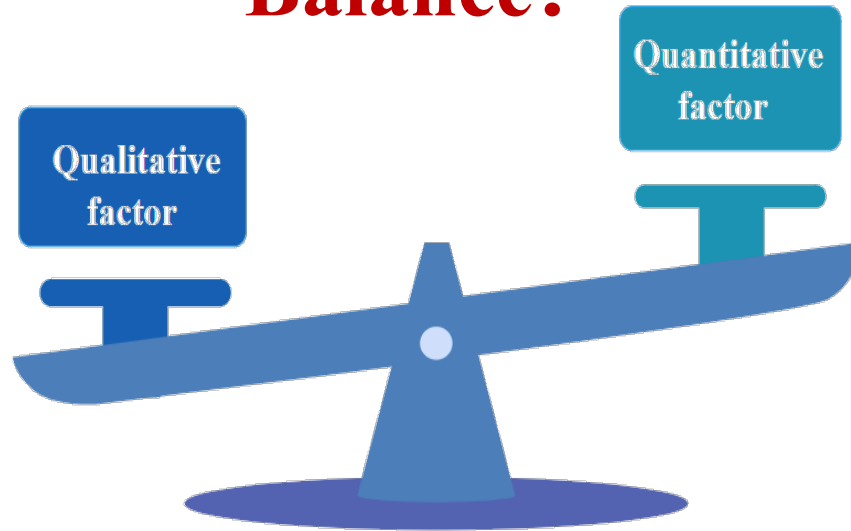 Balance?
Qualitative
factor
Quantitative
factor